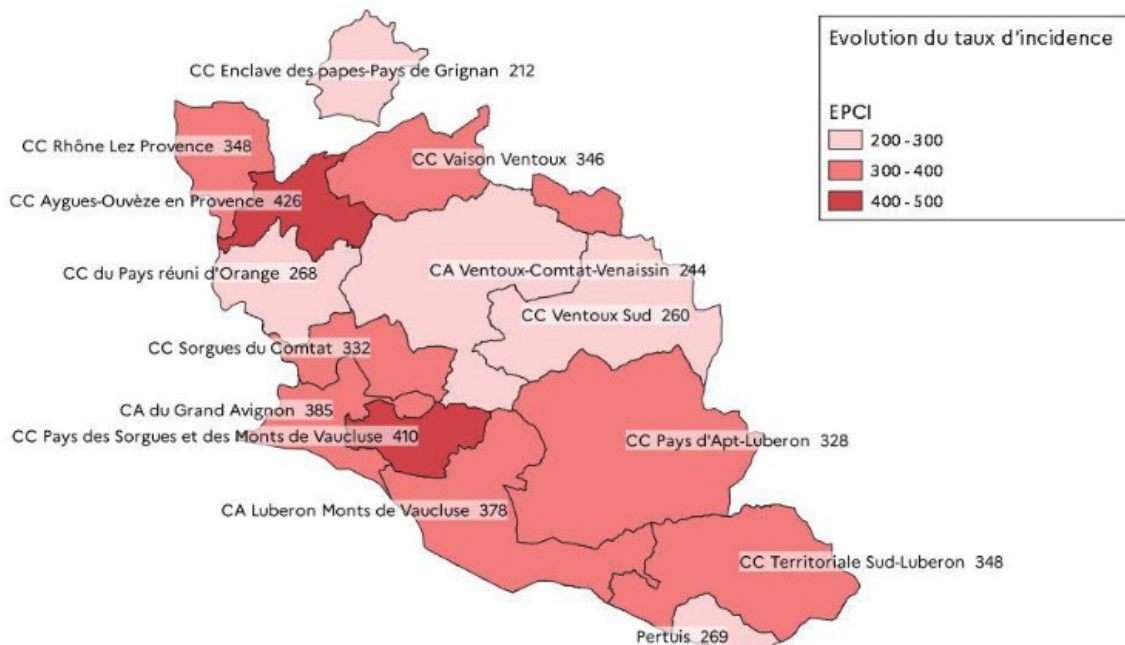 Evolution du taux d'incidence
EPCI
200 - 300
300 - 400
400 - 500
CC Enclave des papes-Pays de Grignan 212
CC Rhône Lez Provence 348
CC Vaison Ventoux 346
CC Aygues-Ouvèze en Provence 426
CC du Pays réuni d'Orange 268
CA Ventoux-Comtat-Venaissin 244
CC Ventoux Sud 260
CC Sorgues du Comtat 332
CA du Grand Avignon 385
CC Pays des Sorgues et des Monts de Vaucluse 410
CC Pays d'Apt-Luberon 328
CA Luberon Monts de Vaucluse 378
CC Territoriale Sud-Luberon 348
Pertuis 269